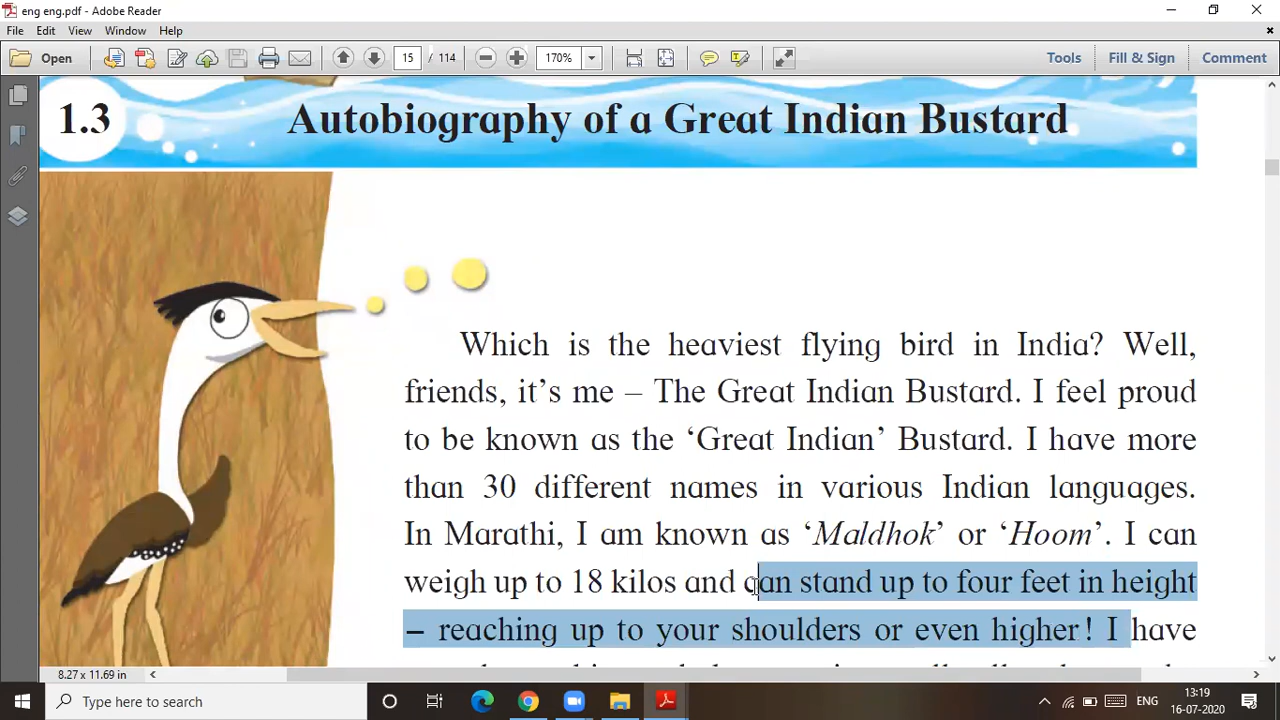 eng eng.pdf - Adobe Reader
File Edit View Window Help
Open 15 / 114 170% Tools Fill & Sign Comment
1.3 Autobiography of a Great Indian Bustard
Which is the heaviest flying bird in India? Well,
friends, it's me – The Great Indian Bustard. I feel proud
to be known as the ‘Great Indian’ Bustard. I have more
than 30 different names in various Indian languages.
In Marathi, I am known as ‘Maldhok’ or ‘Hoom’. I can
weigh up to 18 kilos and can stand up to four feet in height
– reaching up to your shoulders or even higher! I have
8.27 x 11.69 in
Type here to search
ENG
13:19
16-07-2020